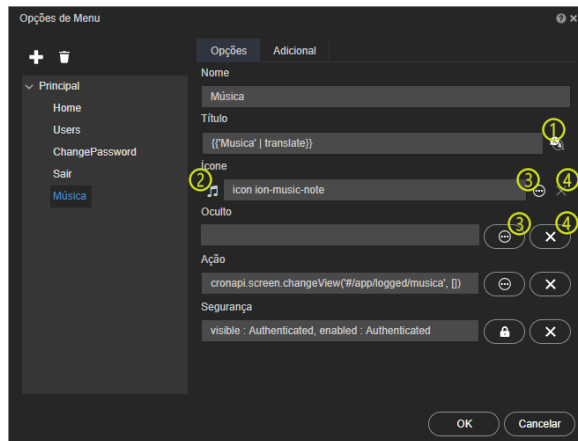 Opções de Menu
Opções Adicional
Nome
Principal
Música
Home
Título
Users
1
{{'Musica' | translate}}
ChangePassword
Ícone
Sair
2 3 4
Música
icon ion-music-note
Oculto
3 4
Ação
cronapi.screen.changeView('#/app/logged/musica', [])
Segurança
visible : Authenticated, enabled : Authenticated
OK Cancelar